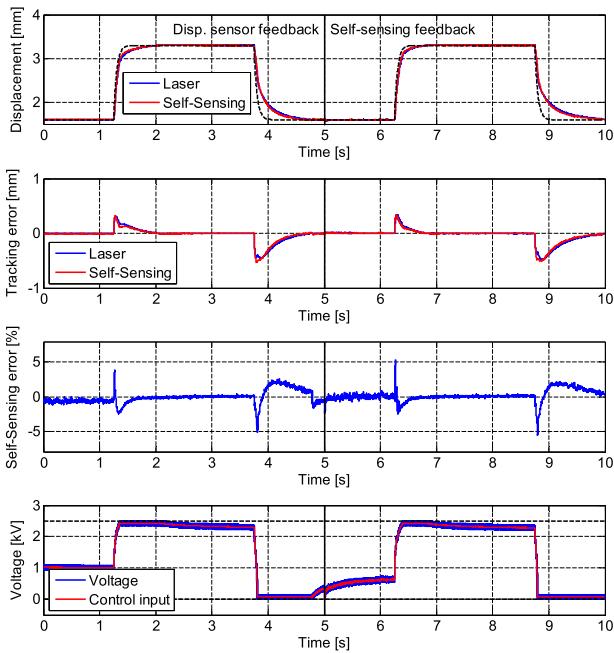 Disp. sensor feedback Self-sensing feedback
Displacement [mm]
4
3
2
Laser
Self-Sensing
0 1 2 3 4 5 6 7 8 9 10
Time [s]
Tracking error [mm]
1
0
-1
Laser
Self-Sensing
0 1 2 3 4 5 6 7 8 9 10
Time [s]
Self-Sensing error [%]
5
0
-5
0 1 2 3 4 5 6 7 8 9 10
Time [s]
Voltage [kV]
3
2
1
0
Voltage
Control input
0 1 2 3 4 5 6 7 8 9 10
Time [s]